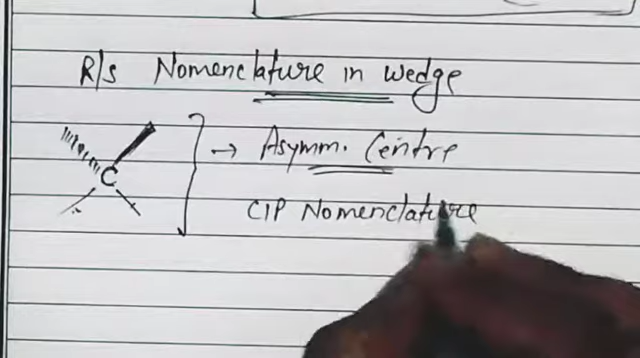 R/s Nomenclature in wedge
C → Asymm. Centre
CIP Nomenclature